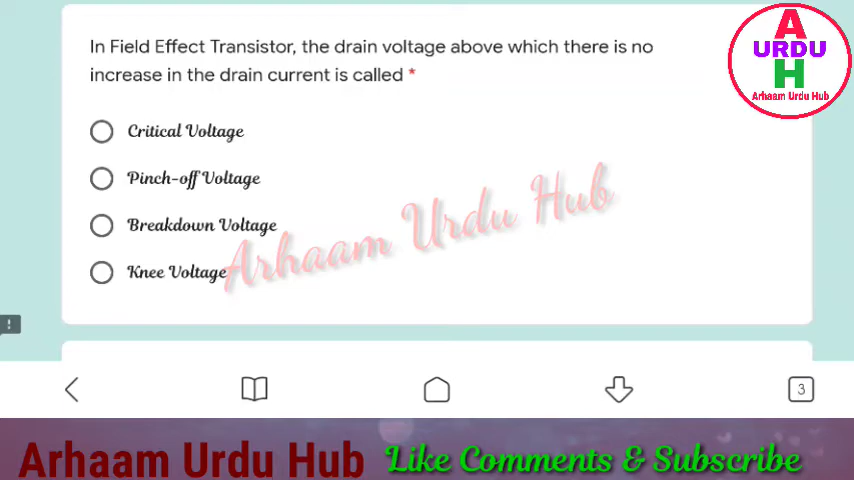 In Field Effect Transistor, the drain voltage above which there is no
increase in the drain current is called *
Critical Voltage
Pinch-off Voltage
Breakdown Voltage
Knee Voltage
A
URDU
H
Arhaam Urdu Hub
Arhaam Urdu Hub
!
3
Arhaam Urdu Hub Like Comments & Subscribe